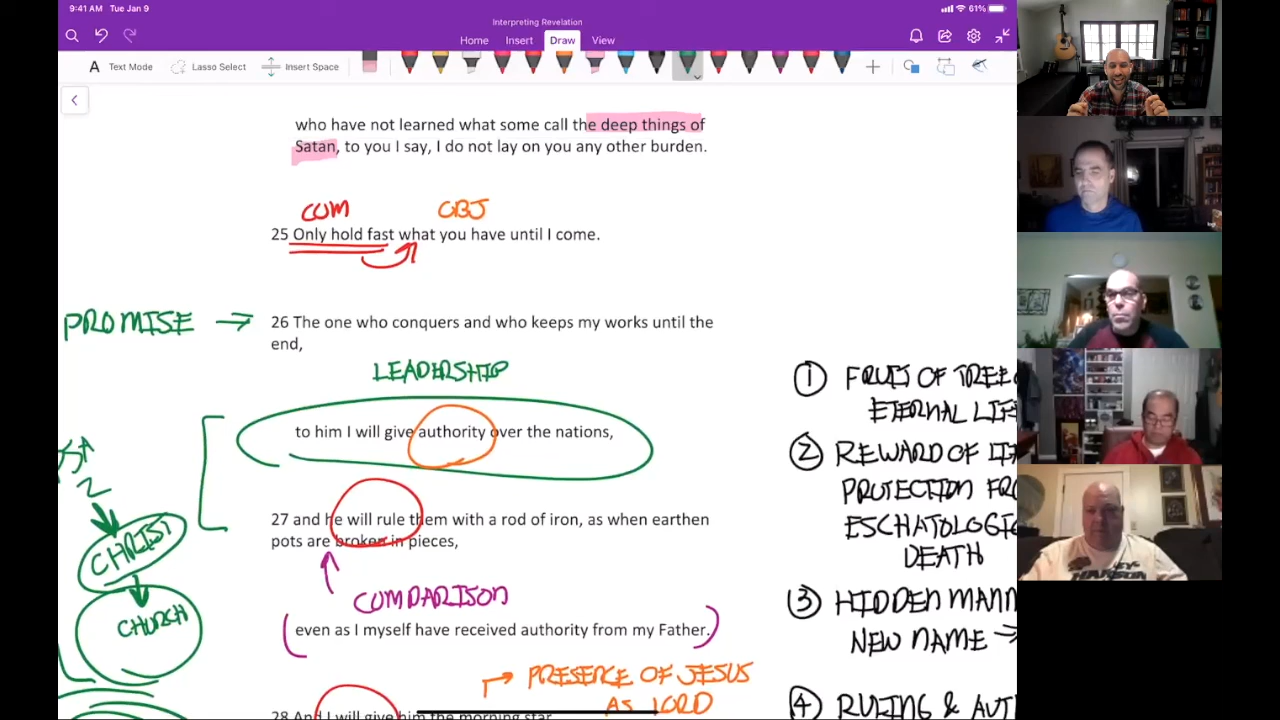 9:41 AM Tue Jan 9
61%
Interpreting Revelation
Home Insert Draw View
Text Mode Lasso Select Insert Space
who have not learned what some call the deep things of
Satan, to you I say, I do not lay on you any other burden.
COM OBJ
25 Only hold fast what you have until I come.
PROMISE
26 The one who conquers and who keeps my works until the
end,
LEADERSHIP
to him I will give authority over the nations,
27 and he will rule them with a rod of iron, as when earthen
pots are broken in pieces,
COMPARISON
even as I myself have received authority from my Father.
PRESENCE OF JESUS
AS LORD
28 And I will give him the morning star.
2
CHRIST
CHURCH
1 FRUIT OF TREE
ETERNAL LIF
2 REWARD OF
PROTECTION FRO
ESCHATOLOGIC
DEATH
3 HIDDEN MANN
NEW NAME
4 RULING & AUT